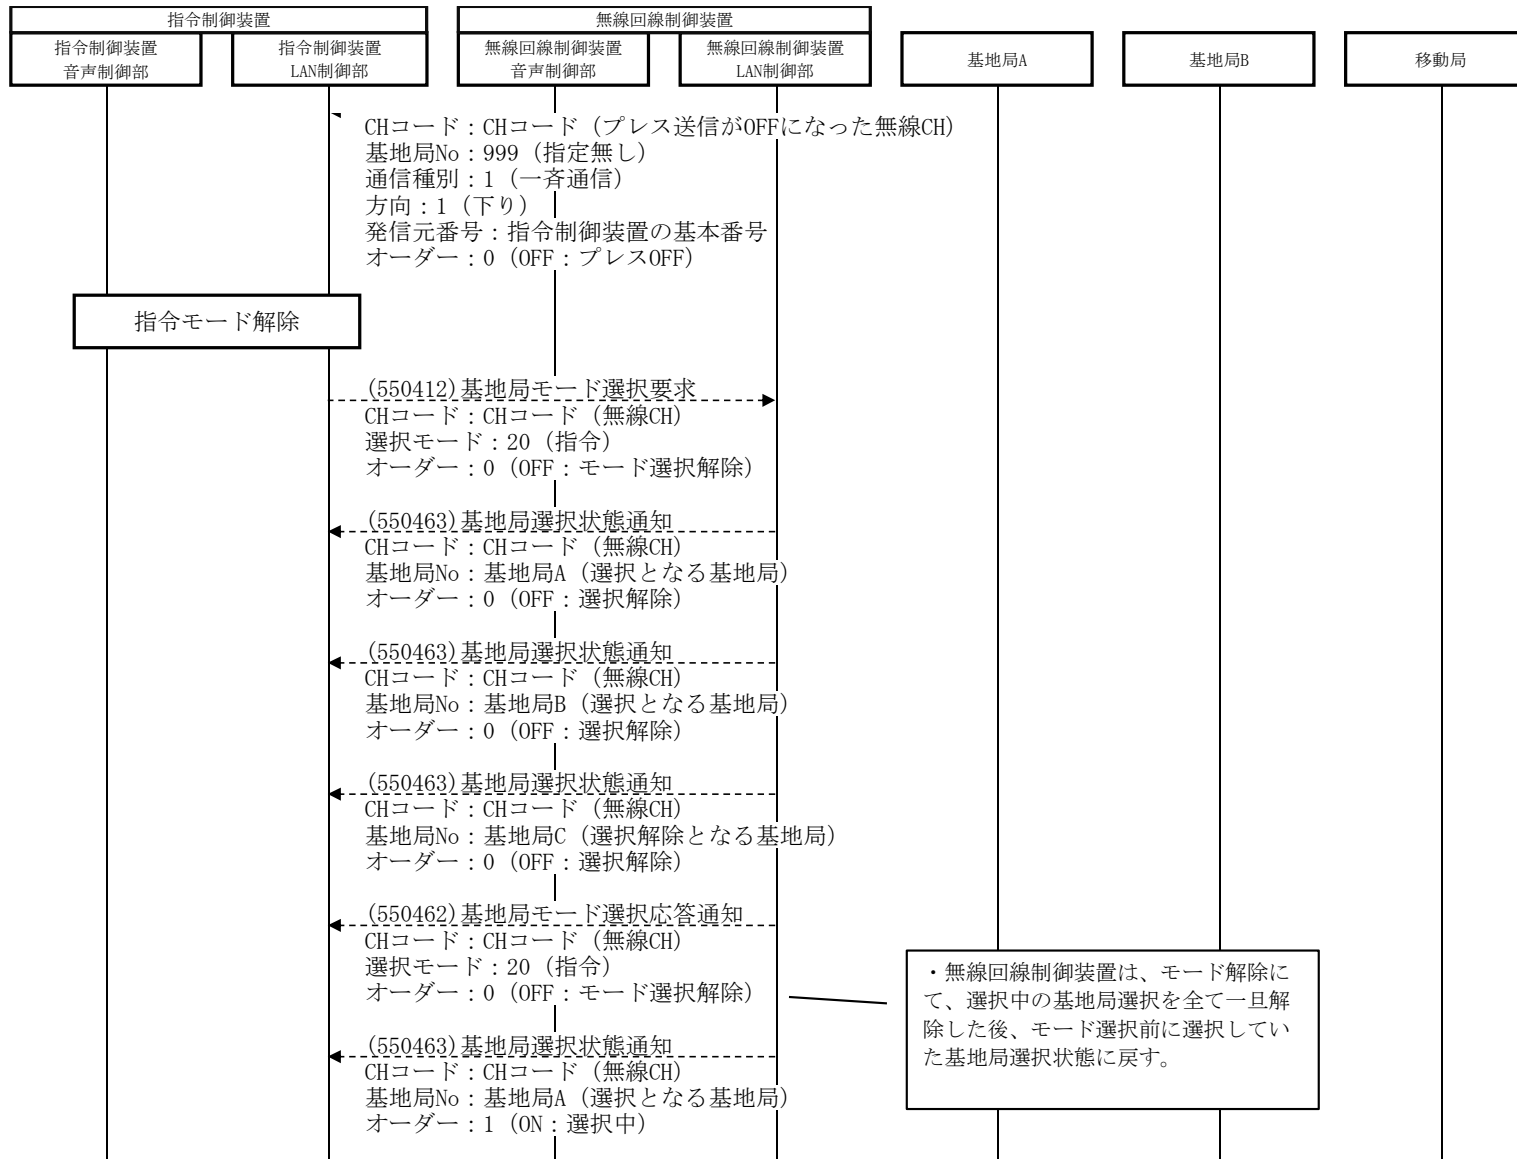 指令制御装置
無線回線制御装置
指令制御装置
音声制御部
指令制御装置
LAN制御部
無線回線制御装置
音声制御部
無線回線制御装置
LAN制御部
基地局A
基地局B
移動局
CHコード：CHコード（プレス送信がOFFになった無線CH）
基地局No：999（指定無し）
通信種別：1（一斉通信）
方向：1（下り）
発信元番号：指令制御装置の基本番号
オーダー：0（OFF：プレスOFF）
指令モード解除
(550412)基地局モード選択要求
CHコード：CHコード（無線CH）
選択モード：20（指令）
オーダー：0（OFF：モード選択解除）
(550463)基地局選択状態通知
CHコード：CHコード（無線CH）
基地局No：基地局A（選択となる基地局）
オーダー：0（OFF：選択解除）
(550463)基地局選択状態通知
CHコード：CHコード（無線CH）
基地局No：基地局B（選択となる基地局）
オーダー：0（OFF：選択解除）
(550463)基地局選択状態通知
CHコード：CHコード（無線CH）
基地局No：基地局C（選択解除となる基地局）
オーダー：0（OFF：選択解除）
(550462)基地局モード選択応答通知
CHコード：CHコード（無線CH）
選択モード：20（指令）
オーダー：0（OFF：モード選択解除）
・無線回線制御装置は、モード解除に
て、選択中の基地局選択を全て一旦解
除した後、モード選択前に選択してい
た基地局選択状態に戻す。
(550463)基地局選択状態通知
CHコード：CHコード（無線CH）
基地局No：基地局A（選択となる基地局）
オーダー：1（ON：選択中）